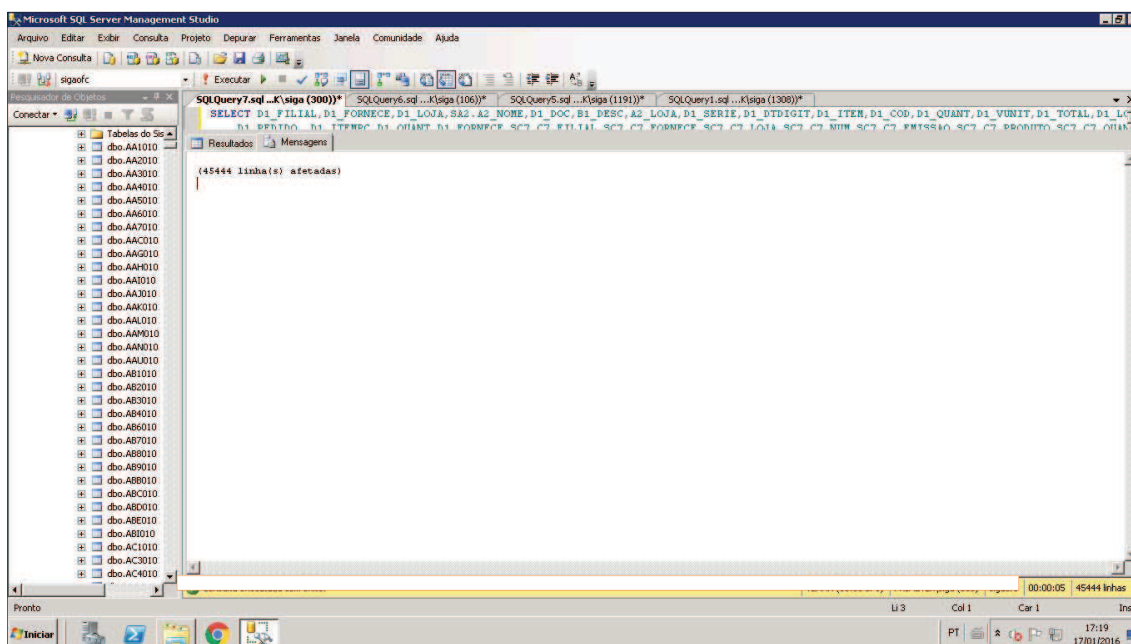 Microsoft SQL Server Management Studio
Arquivo Editar Exibir Consulta Projeto Depurar Ferramentas Janela Comunidade Ajuda
Nova Consulta
sigaofc Executar
Pesquisador de Objetos
SQLQuery7.sql ...K\siga (300))* SQLQuery6.sql ...K\siga (106))* SQLQuery5.sql ...K\siga (1191))* SQLQuery1.sql ...K\siga (1308))*
Conectar
SELECT D1_FILIAL,D1_FORNECE,D1_LOJA,SA2.A2_NOME,D1_DOC,B1_DESC,A2_LOJA,D1_SERIE,D1_DTDIGIT,D1_ITEM,D1_COD,D1_QUANT,D1_VUNIT,D1_TOTAL,
Resultados Mensagens
(45444 linha(s) afetadas)
Tabelas do Sis
dbo.AA1010
dbo.AA2010
dbo.AA3010
dbo.AA4010
dbo.AA5010
dbo.AA6010
dbo.AA7010
dbo.AAC010
dbo.AAG010
dbo.AAH010
dbo.AAI010
dbo.AAJ010
dbo.AAK010
dbo.AAL010
dbo.AAM010
dbo.AAN010
dbo.AAU010
dbo.AB1010
dbo.AB2010
dbo.AB3010
dbo.AB4010
dbo.AB6010
dbo.AB7010
dbo.AB8010
dbo.AB9010
dbo.ABB010
dbo.ABC010
dbo.ABD010
dbo.ABE010
dbo.ABI010
dbo.AC1010
dbo.AC3010
dbo.AC4010
00:00:05 45444 linhas
Pronto Li 3 Col 1 Car 1 Ins
Iniciar PT 17:19
17/01/2016